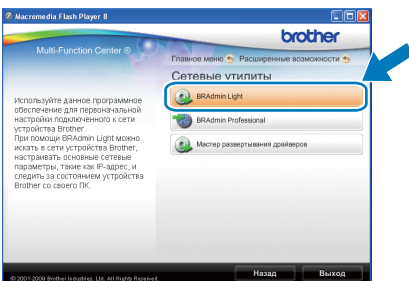 Macromedia Flash Player 8
brother
Multi-Function Center ®
Главное меню Расширенные возможности
Сетевые утилиты
BRAdmin Light
BRAdmin Professional
Мастер развертывания драйверов
Используйте данное программное
обеспечение для первоначальной
настройки подключенного к сети
устройства Brother.
При помощи BRAdmin Light можно
искать в сети устройства Brother,
настраивать основные сетевые
параметры, такие как IP-адрес, и
следить за состоянием устройства
Brother со своего ПК.
Назад Выход
© 2001-2009 Brother Industries, Ltd. All Rights Reserved.